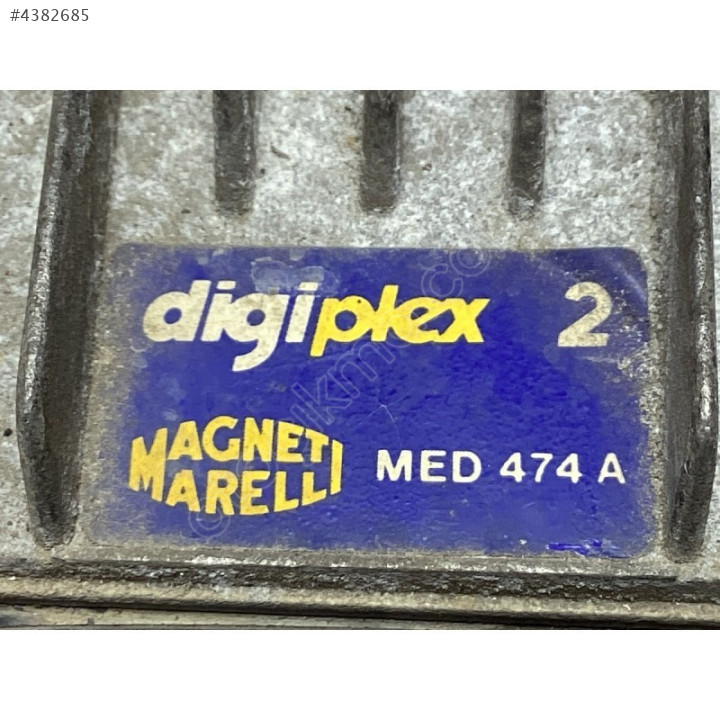 #4382685
digiplex 2
MAGNETI
MARELLI
MED 474 A